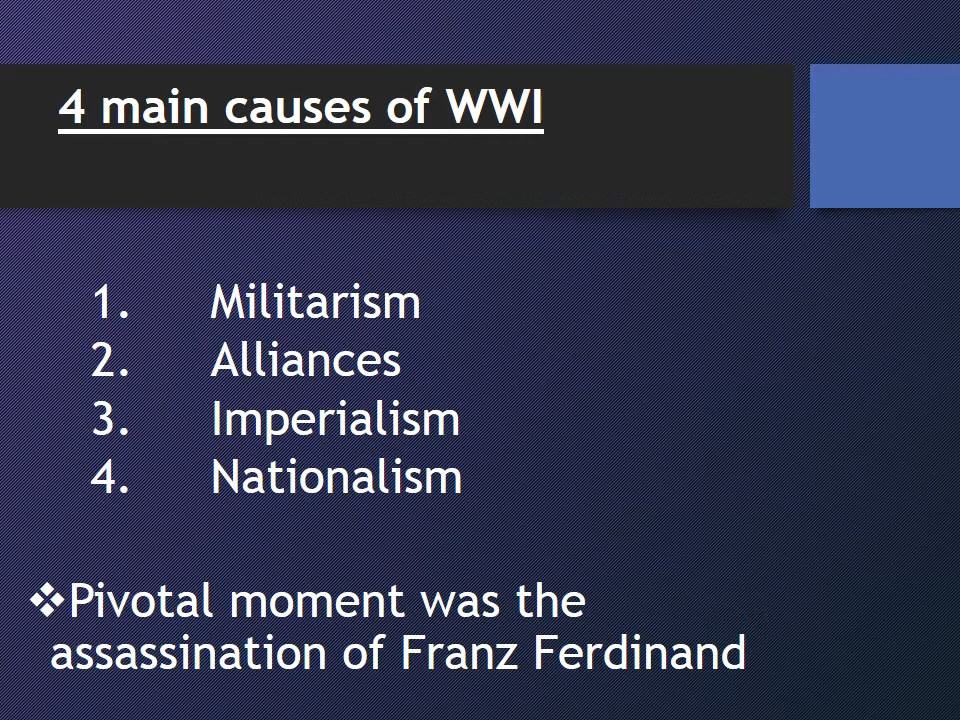 4 main causes of WWI
1. Militarism
2. Alliances
3. Imperialism
4. Nationalism
❖Pivotal moment was the
assassination of Franz Ferdinand